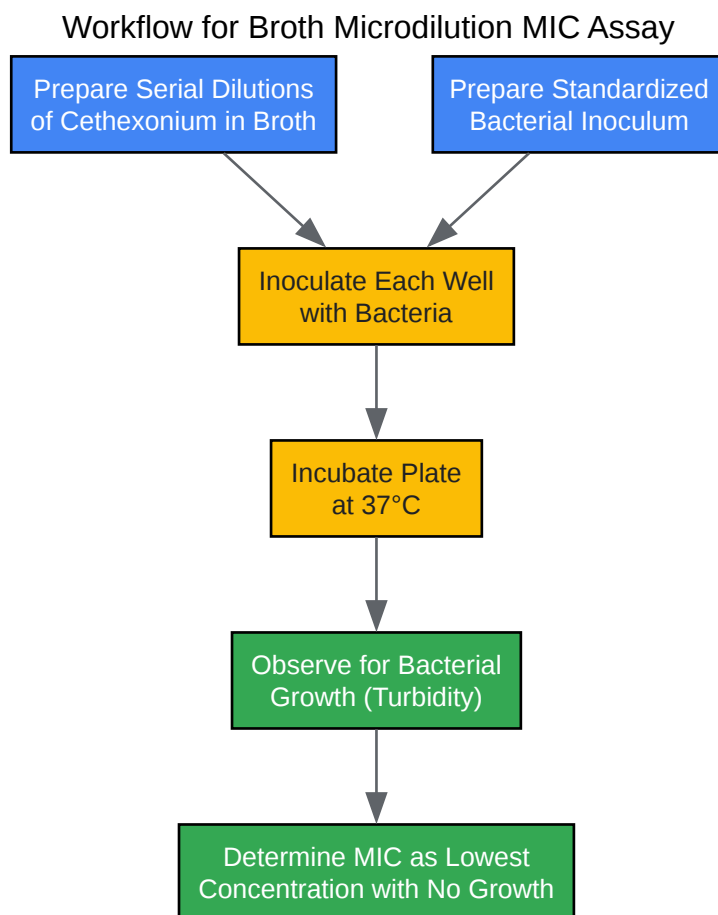 Workflow for Broth Microdilution MIC Assay
Prepare Serial Dilutions
of Cethexonium in Broth
Prepare Standardized
Bacterial Inoculum
Inoculate Each Well
with Bacteria
Incubate Plate
at 37°C
Observe for Bacterial
Growth (Turbidity)
Determine MIC as Lowest
Concentration with No Growth